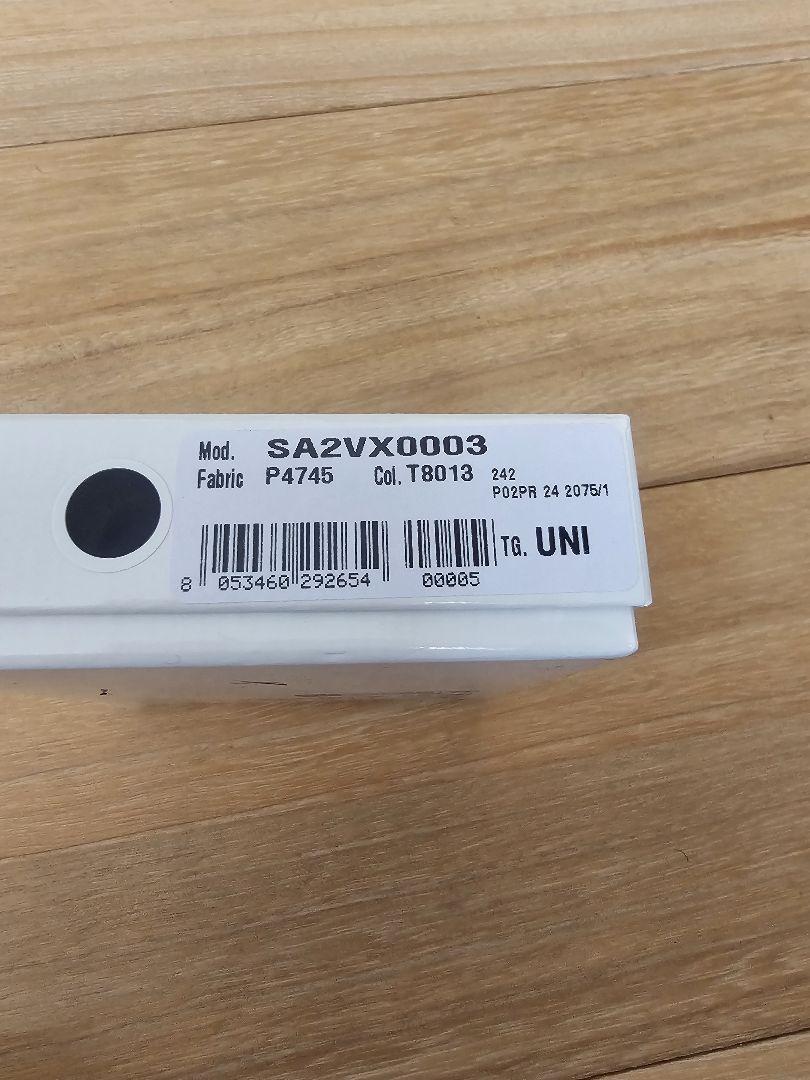 Mod. SA2VX0003
Fabric P4745 Col. T8013 242
P02PR 24 2075/1
TG. UNI
8 053460 292654 00005